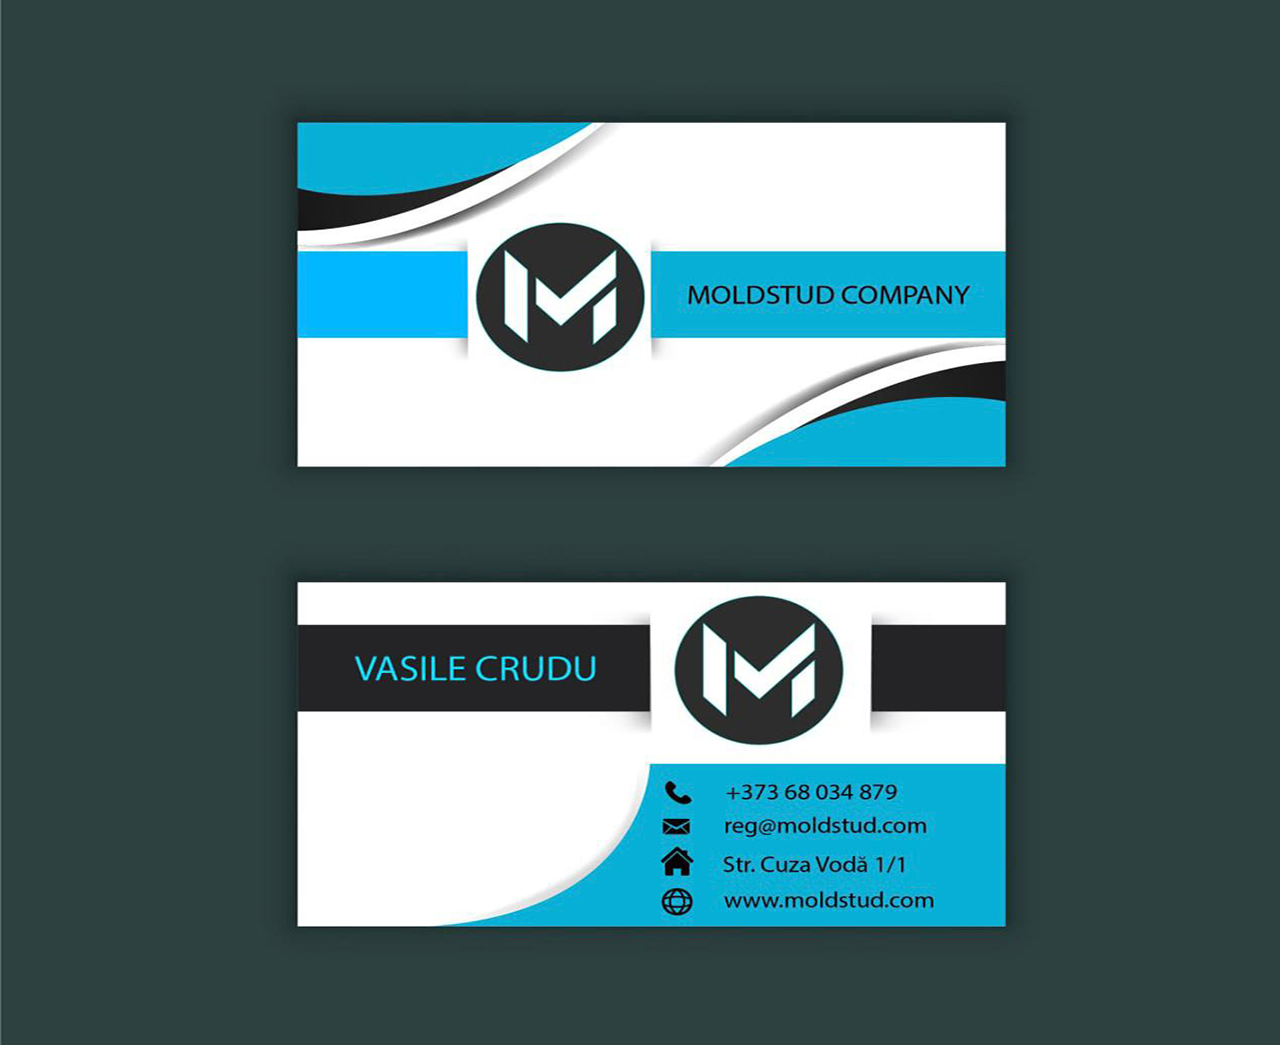 MOLDSTUD COMPANY
VASILE CRUDU
+373 68 034 879
reg@moldstud.com
Str. Cuza Vodă 1/1
www.moldstud.com